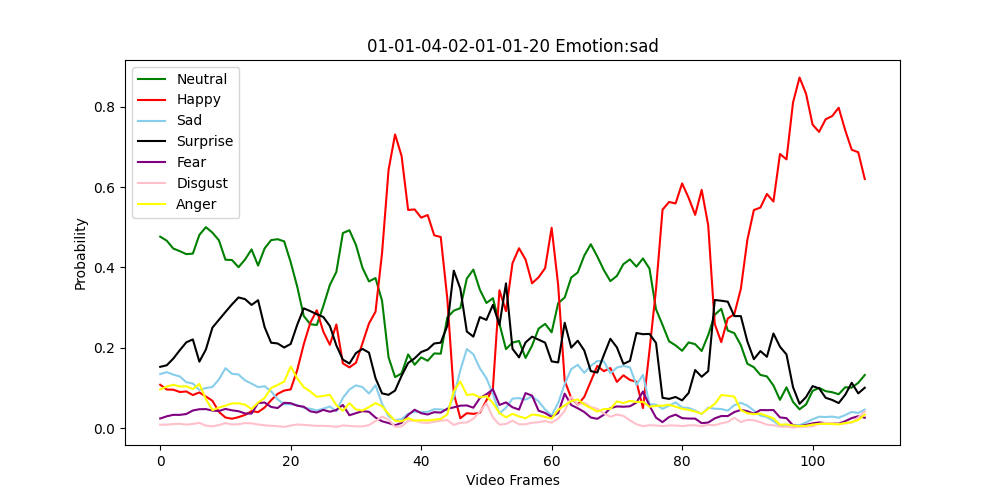 01-01-04-02-01-01-20 Emotion:sad
Neutral
Happy
Sad
Surprise
Fear
Disgust
Anger
Probability
0.8
0.6
0.4
0.2
0.0
0 20 40 60 80 100
Video Frames